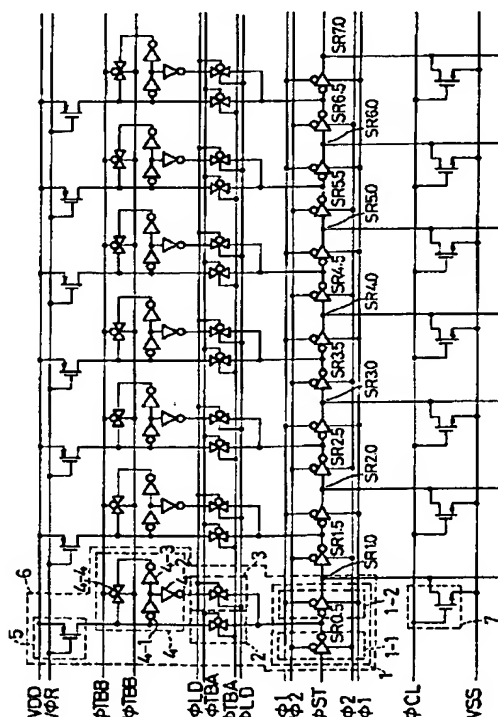 SR7.0
SR6.5
SR6.0
SR5.5
SR5.0
SR4.5
SR4.0
SR3.5
SR3.0
SR2.5
SR2.0
SR1.5
SR1.0
SR0.5
6
5
4-4
4-3
4-2
4-1
4
3
2
1
1-2
1-1
7
VDD
φTBB
φTBB
φLD
φTBA
φTBA
φLD
φ1
φ2
φST
φ2
φ1
φCL
VSS